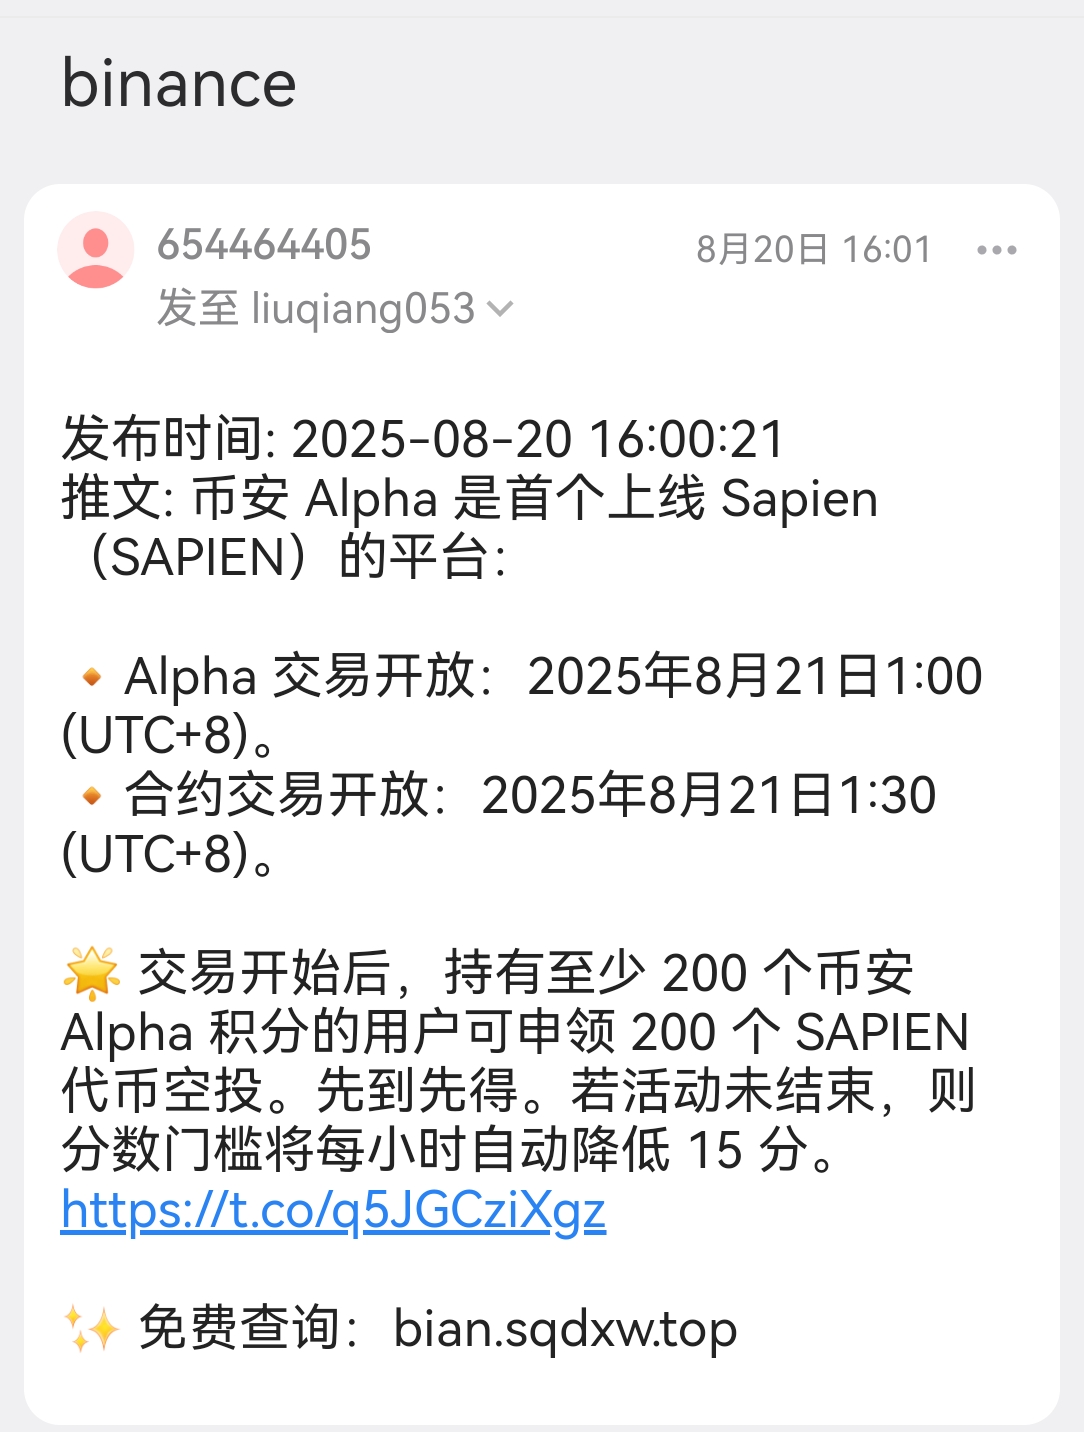 binance
654464405
8月20日 16:01
发至 liuqiang053
发布时间: 2025-08-20 16:00:21
推文: 币安 Alpha 是首个上线 Sapien
（SAPIEN）的平台：
🔸Alpha 交易开放：2025年8月21日1:00
(UTC+8)。
🔸合约交易开放：2025年8月21日1:30
(UTC+8)。
🌟 交易开始后，持有至少 200 个币安
Alpha 积分的用户可申领 200 个 SAPIEN
代币空投。先到先得。若活动未结束，则
分数门槛将每小时自动降低 15 分。
https://t.co/q5JGCziXgz
✨ 免费查询：bian.sqdxw.top